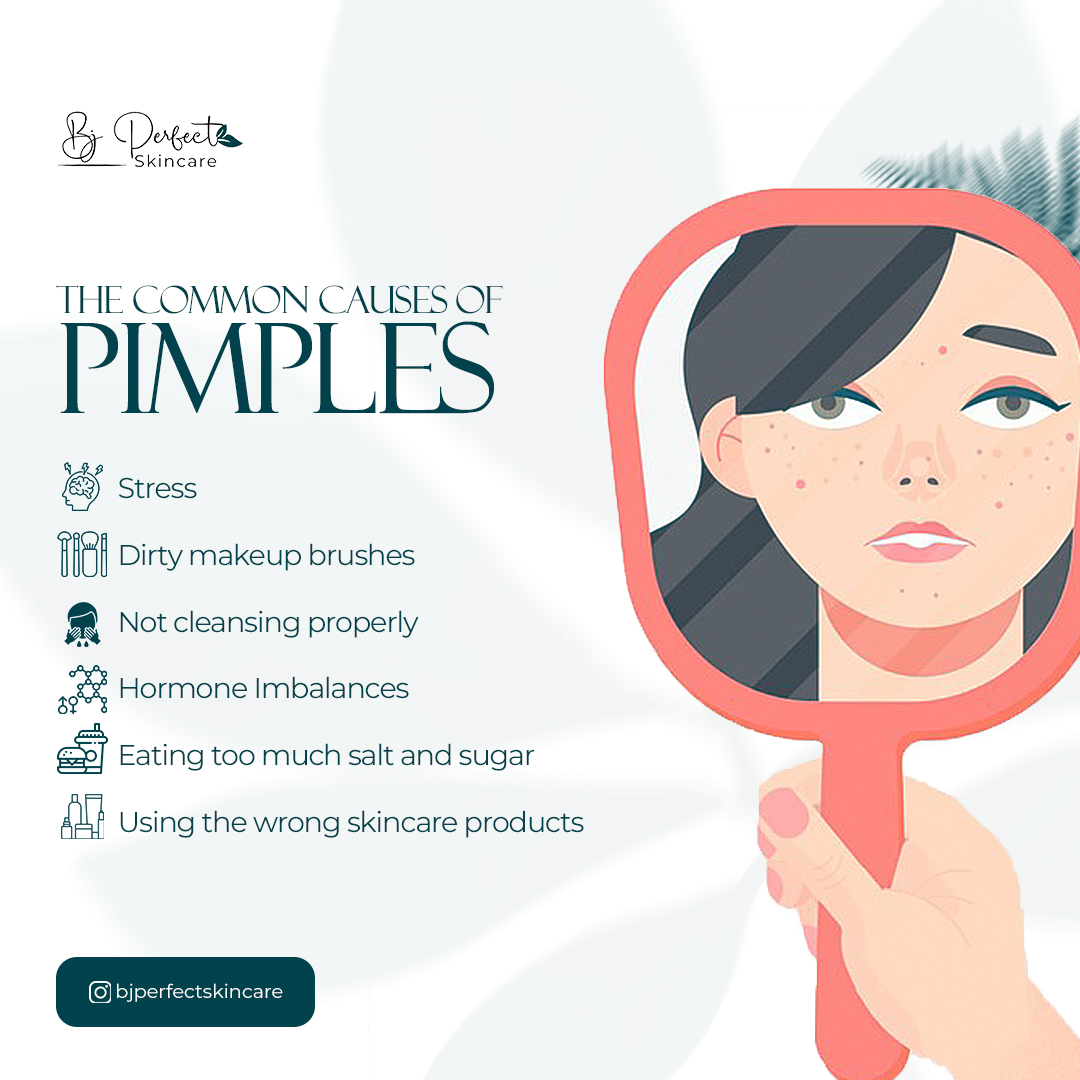 Bj Perfect
Skincare
THE COMMON CAUSES OF
PIMPLES
Stress
Dirty makeup brushes
Not cleansing properly
Hormone Imbalances
Eating too much salt and sugar
Using the wrong skincare products
bjperfectskincare